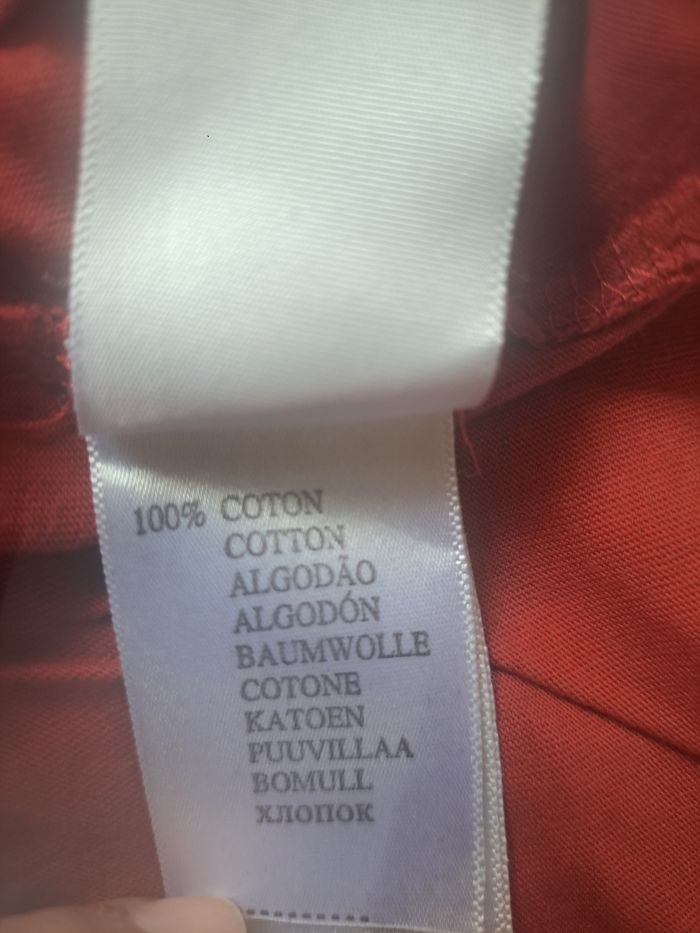 100% COTON
COTTON
ALGODÃO
ALGODÓN
BAUMWOLLE
COTONE
KATOEN
PUUVILLAA
BOMULL
ХЛОПОК